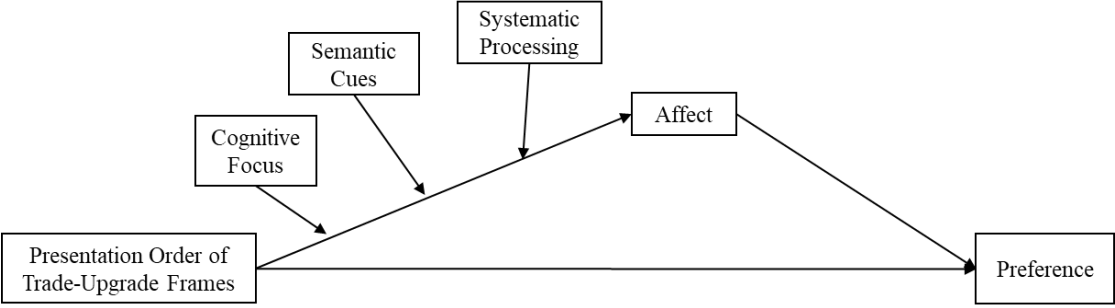 Systematic
Processing
Semantic
Cues
Affect
Cognitive
Focus
Presentation Order of
Trade-Upgrade Frames
Preference